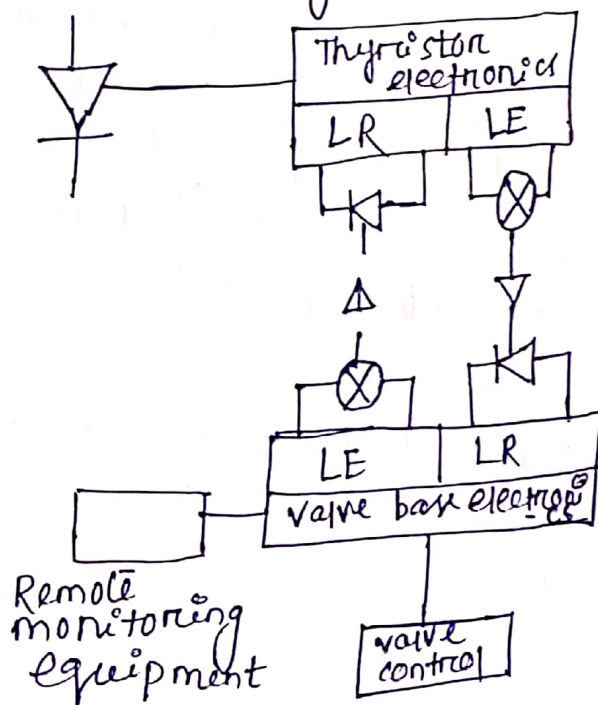 Thyristor
electronics
LR
LE
LE
LR
valve base electronics
Remote
monitoring
equipment
valve
control